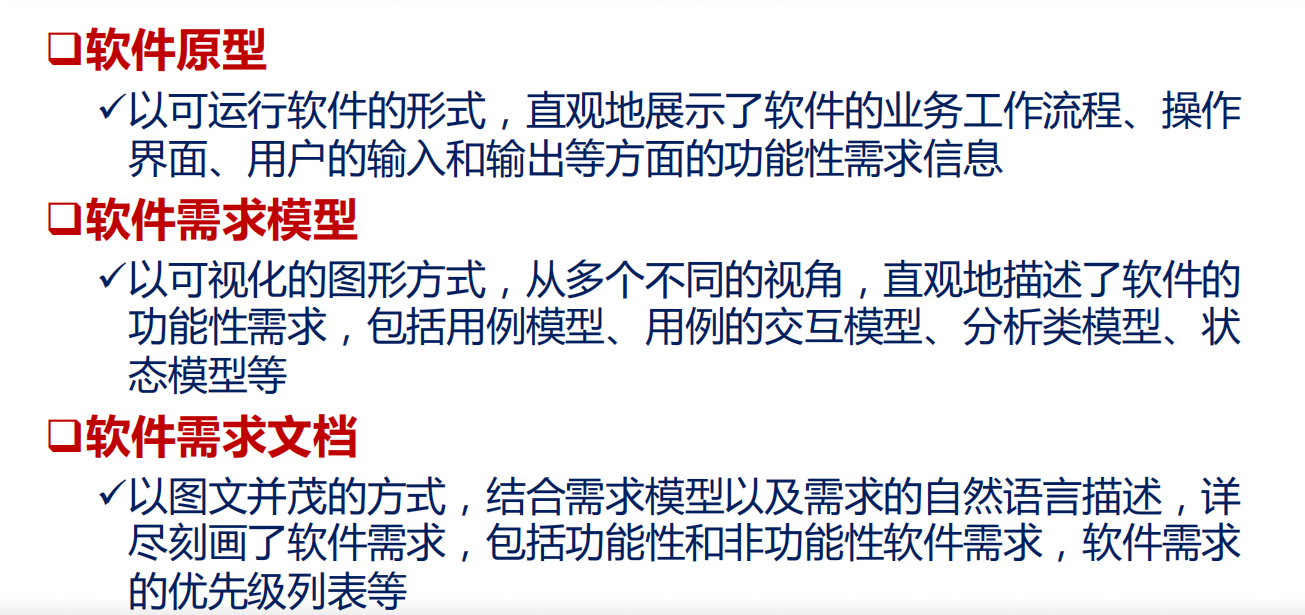 ❑软件原型
✓以可运行软件的形式，直观地展示了软件的业务工作流程、操作
界面、用户的输入和输出等方面的功能性需求信息
❑软件需求模型
✓以可视化的图形方式，从多个不同的视角，直观地描述了软件的
功能性需求，包括用例模型、用例的交互模型、分析类模型、状
态模型等
❑软件需求文档
✓以图文并茂的方式，结合需求模型以及需求的自然语言描述，详
尽刻画了软件需求，包括功能性和非功能性软件需求，软件需求
的优先级列表等